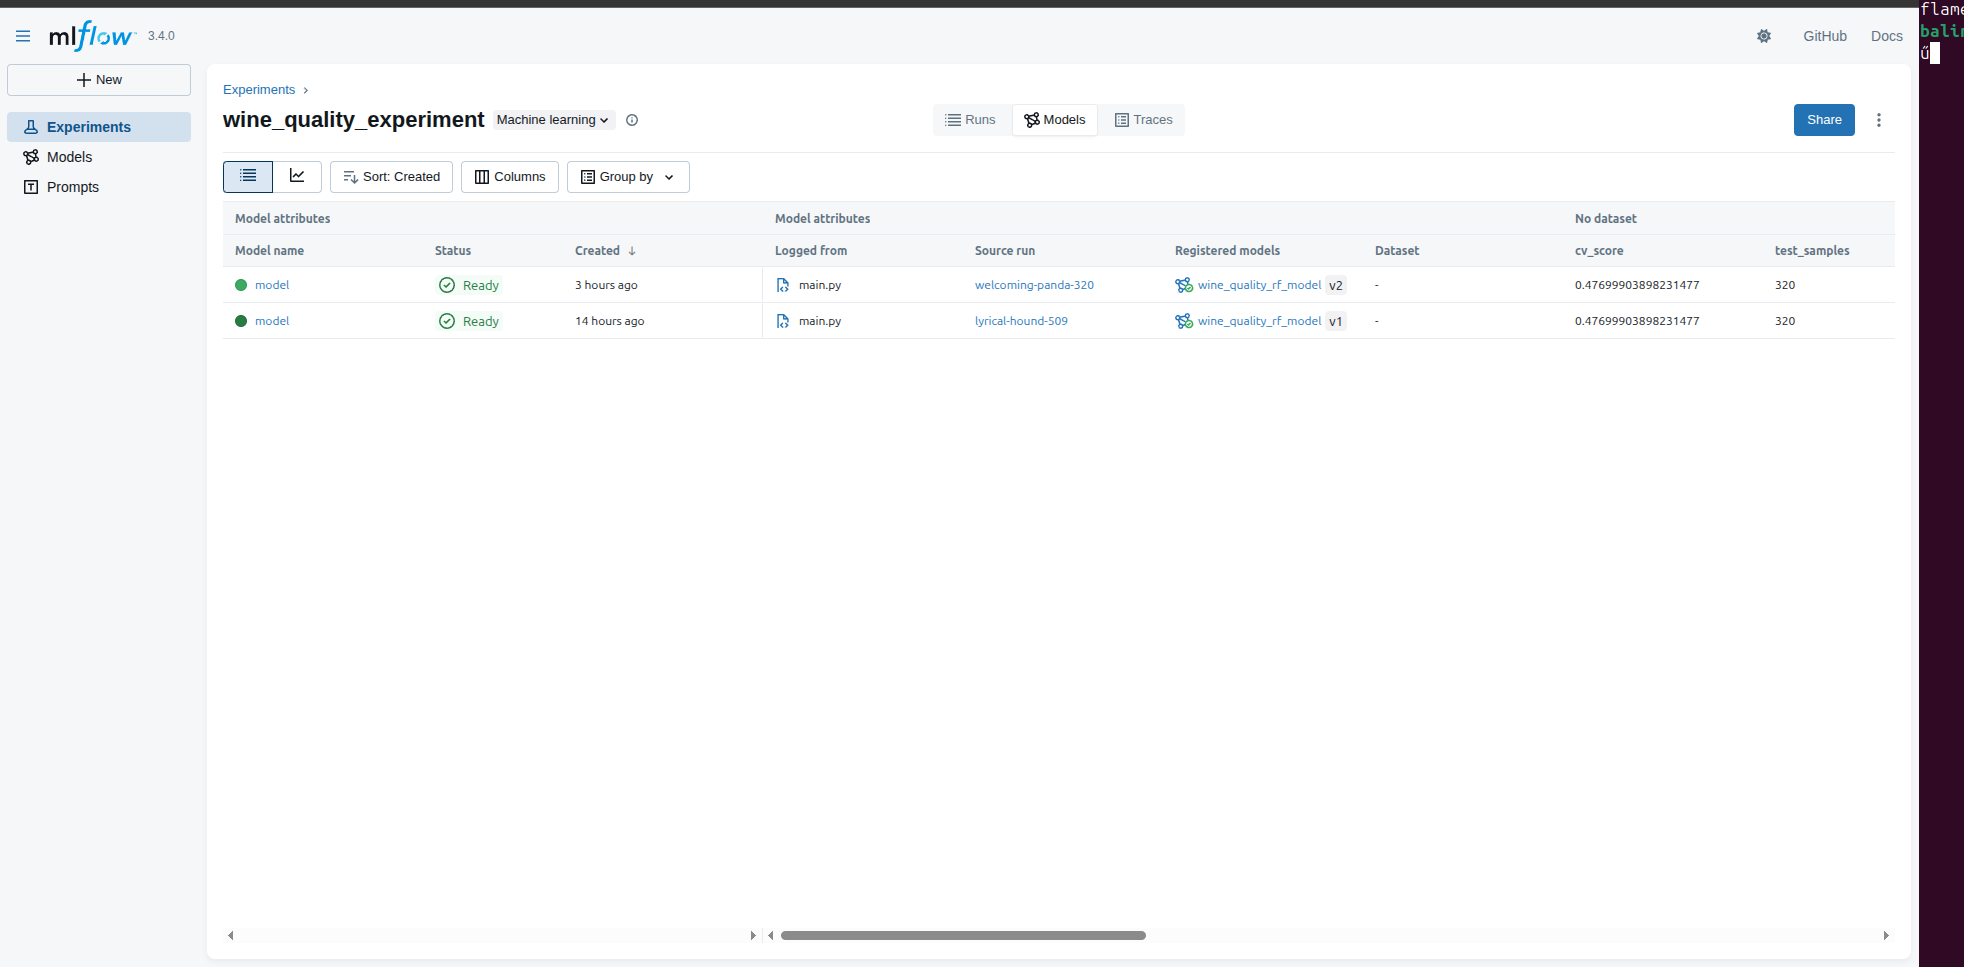 mlflow™ 3.4.0
GitHub Docs
New
Experiments
Models
Prompts
Experiments ›
wine_quality_experiment Machine learning
Runs Models Traces
Share
Sort: Created Columns Group by
Model attributes Model attributes No dataset
Model name Status Created ↓ Logged from Source run Registered models Dataset cv_score test_samples
model Ready 3 hours ago main.py welcoming-panda-320 wine_quality_rf_model v2 - 0.47699903898231477 320
model Ready 14 hours ago main.py lyrical-hound-509 wine_quality_rf_model v1 - 0.47699903898231477 320
flame
balin
ű